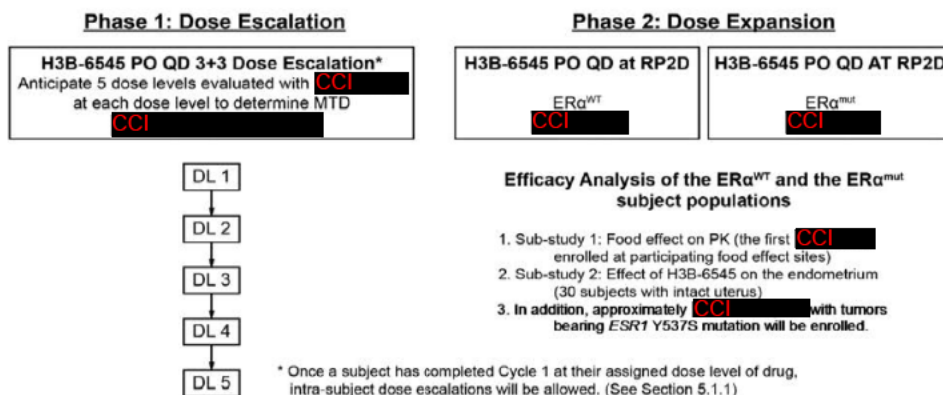 Phase 1: Dose Escalation
H3B-6545 PO QD 3+3 Dose Escalation*
Anticipate 5 dose levels evaluated with CCI
at each dose level to determine MTD
CCI
DL 1
DL 2
DL 3
DL 4
DL 5
Phase 2: Dose Expansion
H3B-6545 PO QD at RP2D
ERαWT
CCI
H3B-6545 PO QD AT RP2D
ERαmut
CCI
Efficacy Analysis of the ERαWT and the ERαmut
subject populations
1. Sub-study 1: Food effect on PK (the first CCI
enrolled at participating food effect sites)
2. Sub-study 2: Effect of H3B-6545 on the endometrium
(30 subjects with intact uterus)
3. In addition, approximately CCI with tumors
bearing ESR1 Y537S mutation will be enrolled.
* Once a subject has completed Cycle 1 at their assigned dose level of drug,
intra-subject dose escalations will be allowed. (See Section 5.1.1)